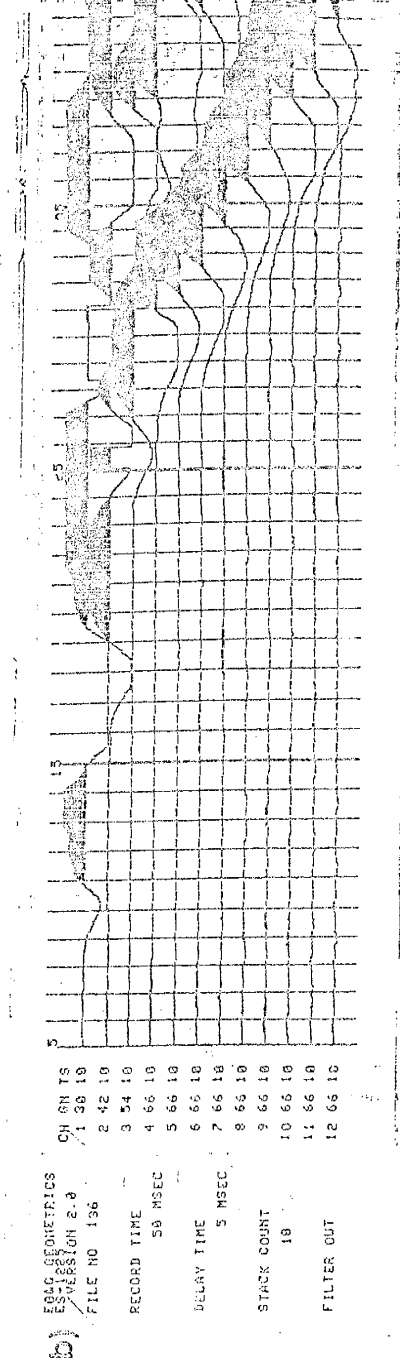 b)
EG&G GEOMETRICS
ES-1225
VERSION 2.0
FILE NO 136
RECORD TIME
50 MSEC
DELAY TIME
5 MSEC
STACK COUNT
18
FILTER OUT
CH GN TS
1 30 10
2 42 10
3 54 10
4 66 10
5 66 10
6 66 10
7 66 10
8 66 10
9 66 10
10 66 10
11 66 10
12 66 10
5
15
25